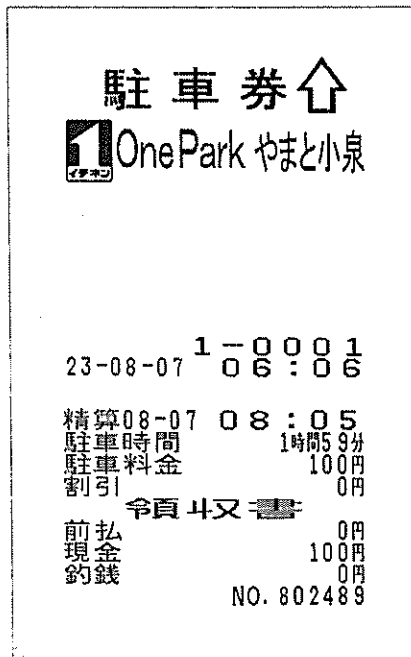 駐車券
1 OnePark やまと小泉
イチネン
1-0001
23-08-07 06:06
精算08-07 08:05
駐車時間 1時間59分
駐車料金 100円
割引 0円
領収書
前払 0円
現金 100円
釣銭 0円
NO.802489